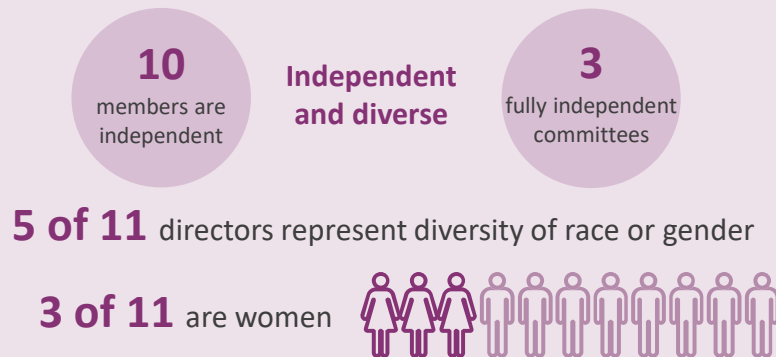 10
members are
independent
Independent
and diverse
3
fully independent
committees
5 of 11 directors represent diversity of race or gender
3 of 11 are women